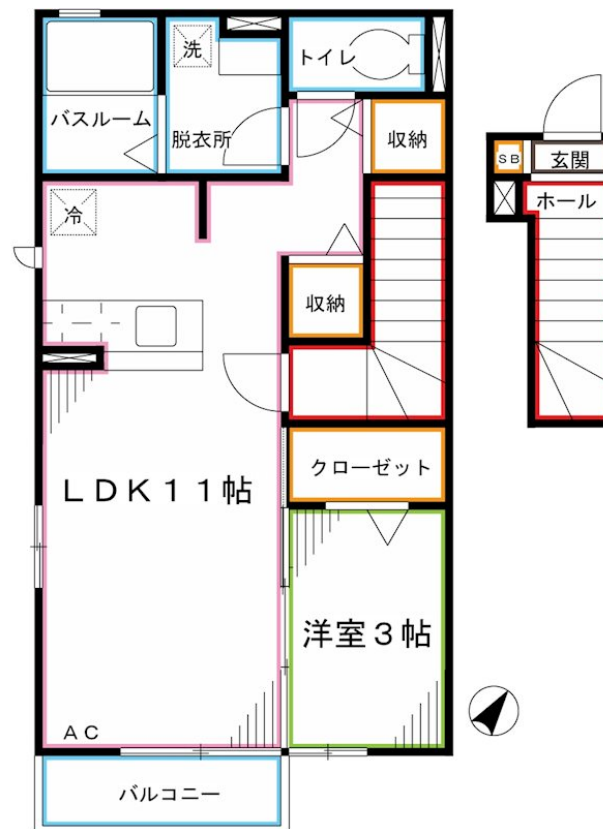 洗
トイレ
バスルーム
脱衣所
収納
SB
玄関
ホール
冷
収納
クローゼット
LDK11帖
洋室3帖
AC
バルコニー